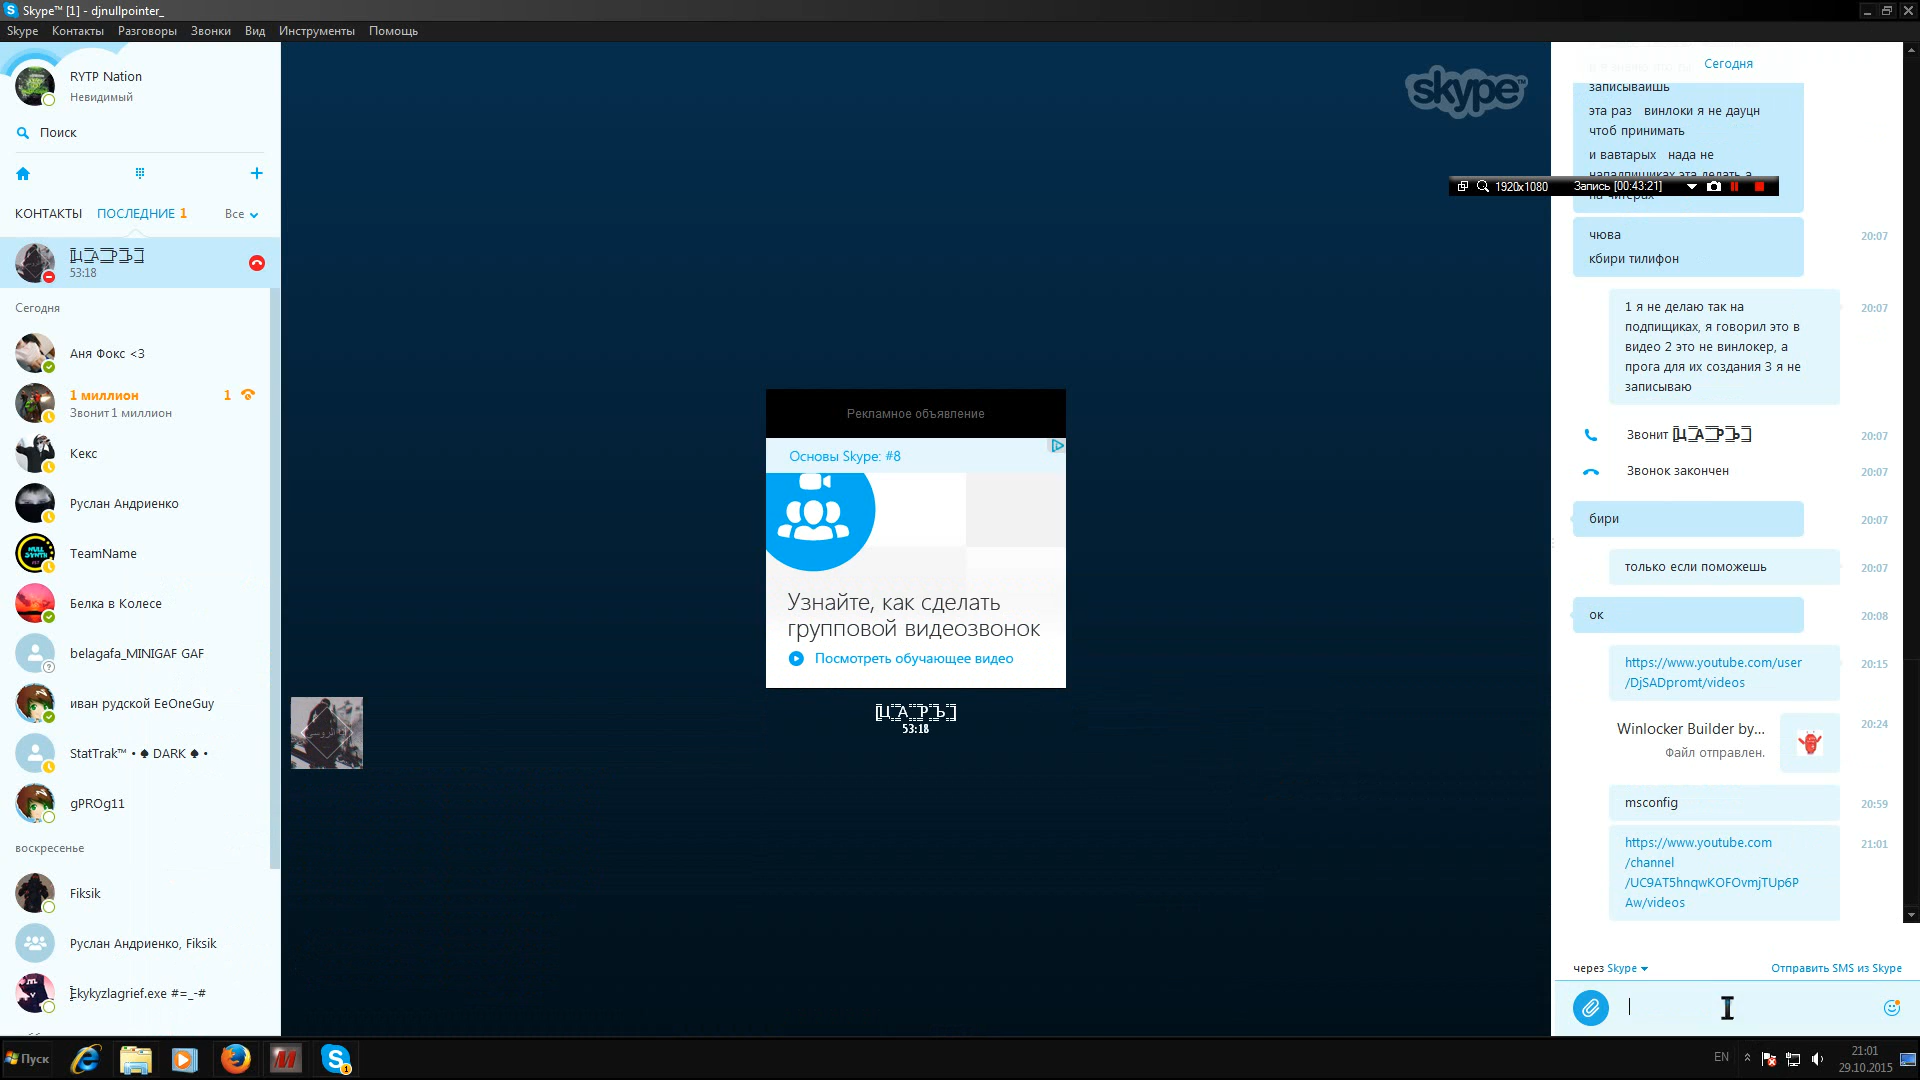 Skype™ [1] - djnullpointer_
Skype Контакты Разговоры Звонки Вид Инструменты Помощь
RYTP Nation
Невидимый
Поиск
КОНТАКТЫ ПОСЛЕДНИЕ 1 Все
Ц А Р Ъ
53:18
Сегодня
Аня Фокс <3
1 миллион 1
Звонит 1 миллион
Кекс
Руслан Андриенко
TeamName
Белка в Колесе
belagafa_MINIGAF GAF
иван рудской EeOneGuy
StatTrak™ • ♠ DARK ♠ •
gPROg11
воскресенье
Fiksik
Руслан Андриенко, Fiksik
Ekykyzlagrief.exe #=_-#
skype™
Рекламное объявление
Основы Skype: #8
Узнайте, как сделать
групповой видеозвонок
Посмотреть обучающее видео
Ц А Р Ъ
53:18
Сегодня
записываишь
эта раз винлоки я не дауцн
чтоб принимать
и вавтарых нада не
напалпишиках эта делать а
на читерах
1920x1080 Запись [00:43:21]
чюва 20:07
кбири тилифон
1 я не делаю так на 20:07
подпищиках, я говорил это в
видео 2 это не винлокер, а
прога для их создания 3 я не
записываю
Звонит Ц А Р Ъ 20:07
Звонок закончен 20:07
бири 20:07
только если поможешь 20:07
ок 20:08
https://www.youtube.com/user 20:15
/DjSADpromt/videos
Winlocker Builder by... 20:24
Файл отправлен.
msconfig 20:59
https://www.youtube.com 21:01
/channel
/UC9AT5hnqwKOFOvmjTUp6P
Aw/videos
через Skype Отправить SMS из Skype
Пуск
EN
21:01
29.10.2015